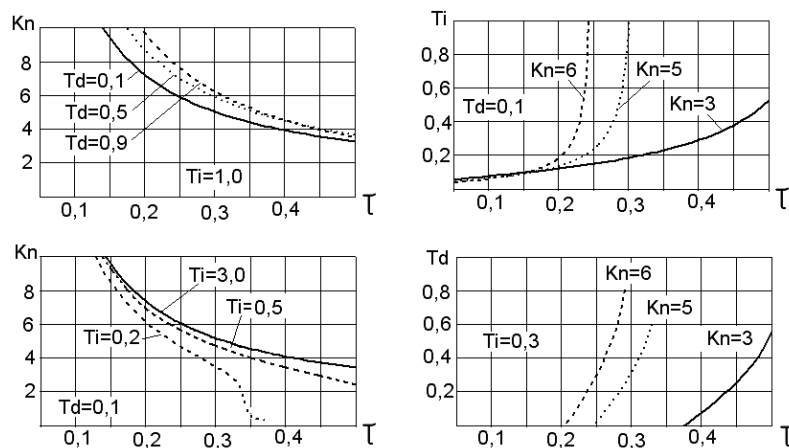 Kn
8
6
4
2
Td=0,1
Td=0,5
Td=0,9
Ti=1,0
0,1 0,2 0,3 0,4 τ
Ti
0,8
0,6
0,4
0,2
Kn=6
Kn=5
Td=0,1
Kn=3
0,1 0,2 0,3 0,4 τ
Kn
8
6
4
2
Ti=3,0
Ti=0,5
Ti=0,2
Td=0,1
0,1 0,2 0,3 0,4 τ
Td
0,8
0,6
0,4
0,2
Kn=6
Kn=5
Ti=0,3
Kn=3
0,1 0,2 0,3 0,4 τ